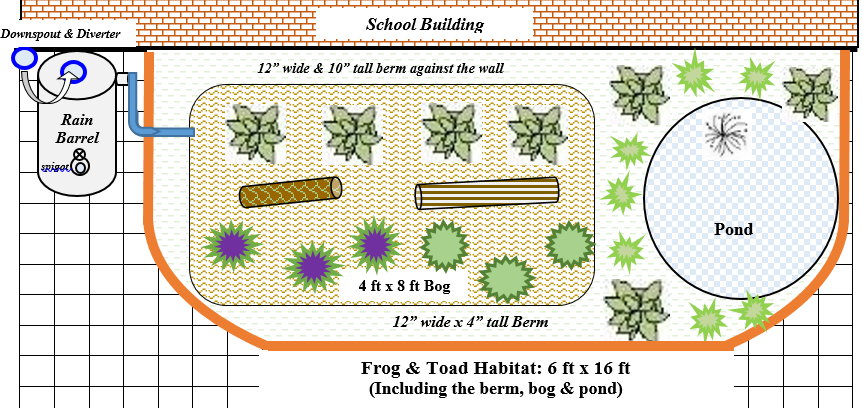 School Building
Downspout & Diverter
12” wide & 10” tall berm against the wall
Rain
Barrel
spigot
Pond
4 ft x 8 ft Bog
12” wide x 4” tall Berm
Frog & Toad Habitat: 6 ft x 16 ft
(Including the berm, bog & pond)